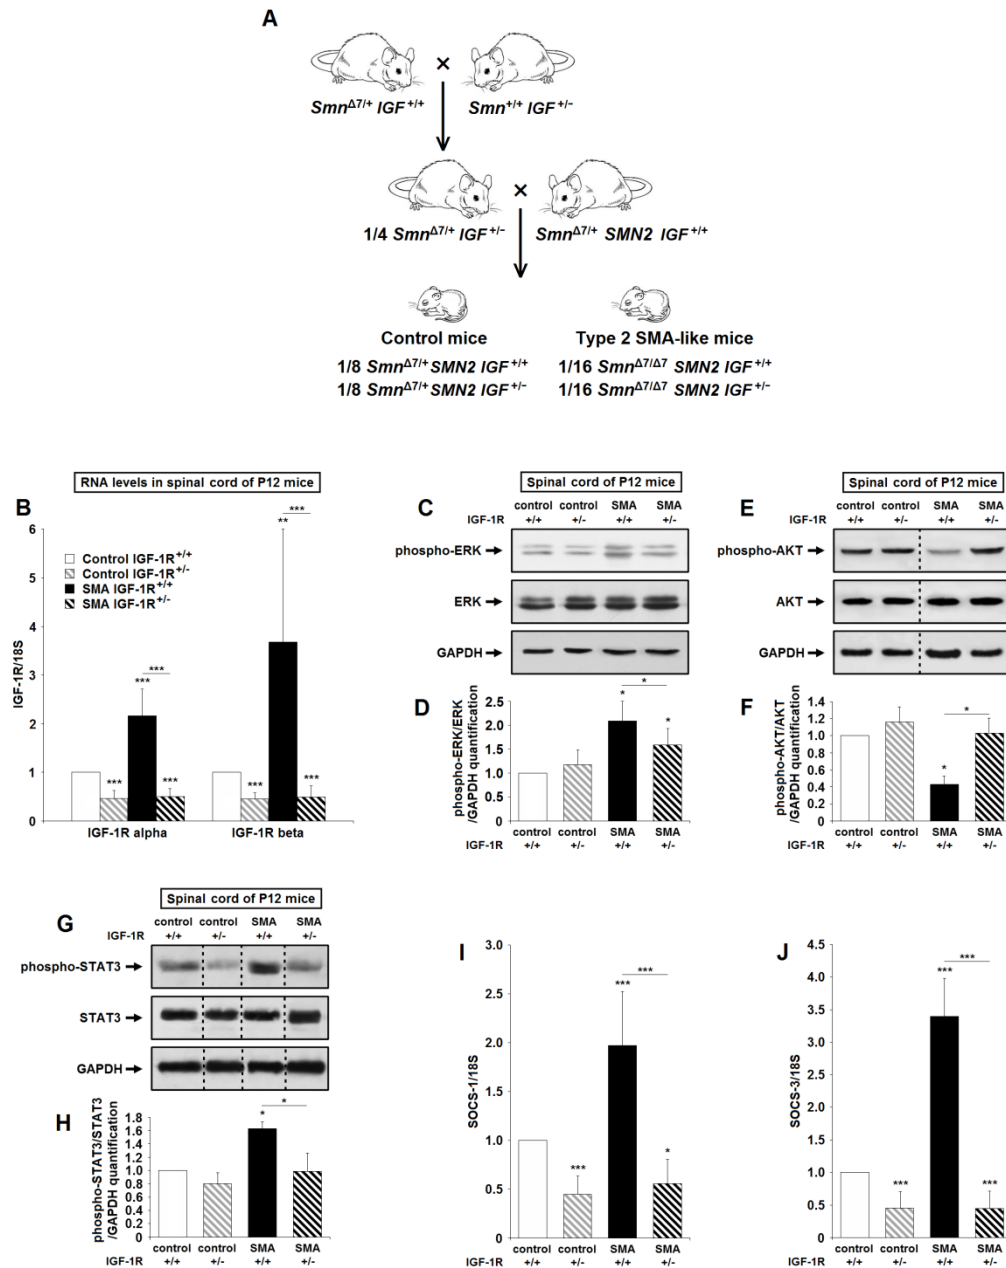 A
×
Smn^Δ7/+ IGF^+/+
Smn^+/+ IGF^+/−
×
1/4 Smn^Δ7/+ IGF^+/−
Smn^Δ7/+ SMN2 IGF^+/+
Control mice
Type 2 SMA-like mice
1/8 Smn^Δ7/+ SMN2 IGF^+/+
1/16 Smn^Δ7/Δ7 SMN2 IGF^+/+
1/8 Smn^Δ7/+ SMN2 IGF^+/−
1/16 Smn^Δ7/Δ7 SMN2 IGF^+/−
B
RNA levels in spinal cord of P12 mice
IGF-1R/18S
6
5
4
3
2
1
0
Control IGF-1R^+/+
Control IGF-1R^+/-
SMA IGF-1R^+/+
SMA IGF-1R^+/-
***
***
***
***
***
**
***
***
IGF-1R alpha
IGF-1R beta
C
Spinal cord of P12 mice
control control SMA SMA
IGF-1R +/+ +/- +/+ +/-
phospho-ERK
ERK
GAPDH
D
phospho-ERK/ERK
/GAPDH quantification
2.5
2.0
1.5
1.0
0.5
0.0
*
*
*
control control SMA SMA
IGF-1R +/+ +/- +/+ +/-
E
Spinal cord of P12 mice
control control SMA SMA
IGF-1R +/+ +/- +/+ +/-
phospho-AKT
AKT
GAPDH
F
phospho-AKT/AKT
/GAPDH quantification
1.4
1.2
1.0
0.8
0.6
0.4
0.2
0
*
*
control control SMA SMA
IGF-1R +/+ +/- +/+ +/-
G
Spinal cord of P12 mice
control control SMA SMA
IGF-1R +/+ +/- +/+ +/-
phospho-STAT3
STAT3
GAPDH
H
phospho-STAT3/STAT3
/GAPDH quantification
1.8
1.6
1.4
1.2
1.0
0.8
0.6
0.4
0.2
0
*
*
control control SMA SMA
IGF-1R +/+ +/- +/+ +/-
I
SOCS-1/18S
3.0
2.5
2.0
1.5
1.0
0.5
0
***
***
***
*
control control SMA SMA
IGF-1R +/+ +/- +/+ +/-
J
SOCS-3/18S
4.5
4.0
3.5
3.0
2.5
2.0
1.5
1.0
0.5
0
***
***
***
***
control control SMA SMA
IGF-1R +/+ +/- +/+ +/-